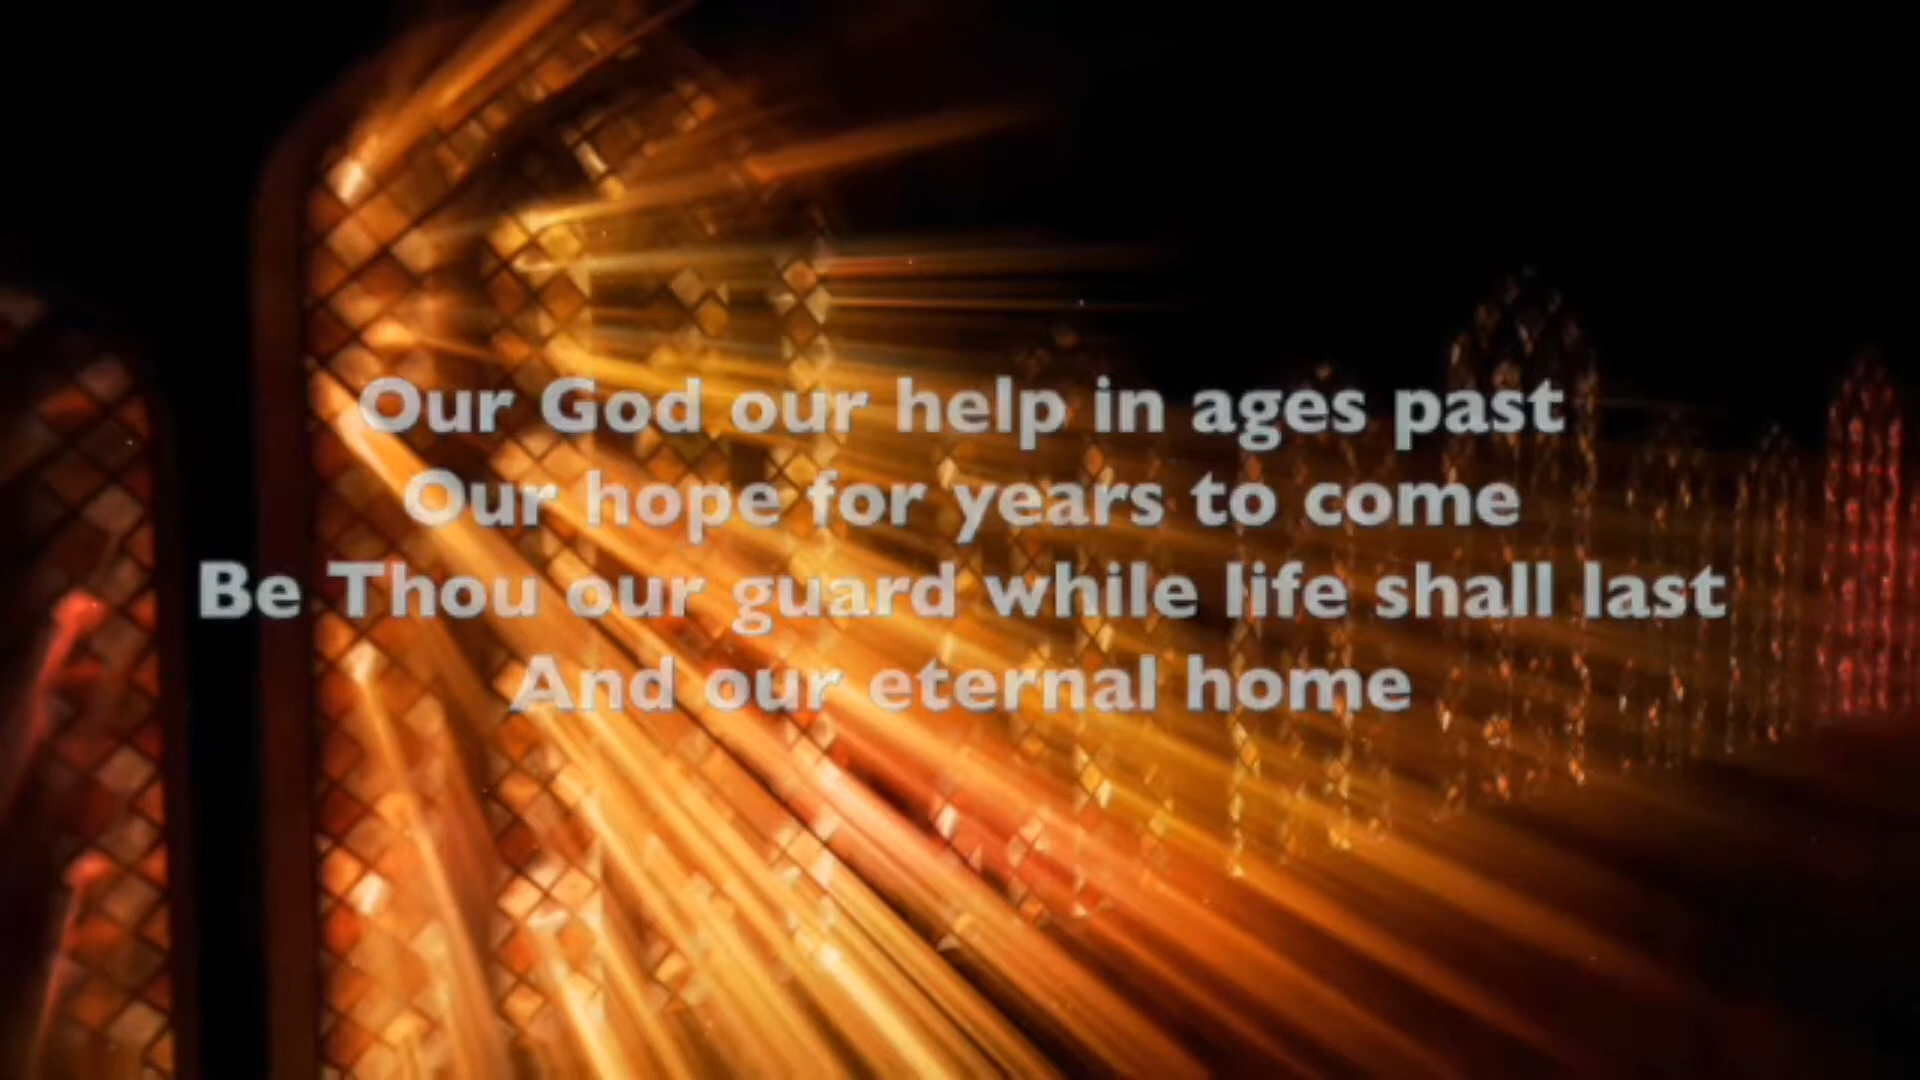 Our God our help in ages past
Our hope for years to come
Be Thou our guard while life shall last
And our eternal home